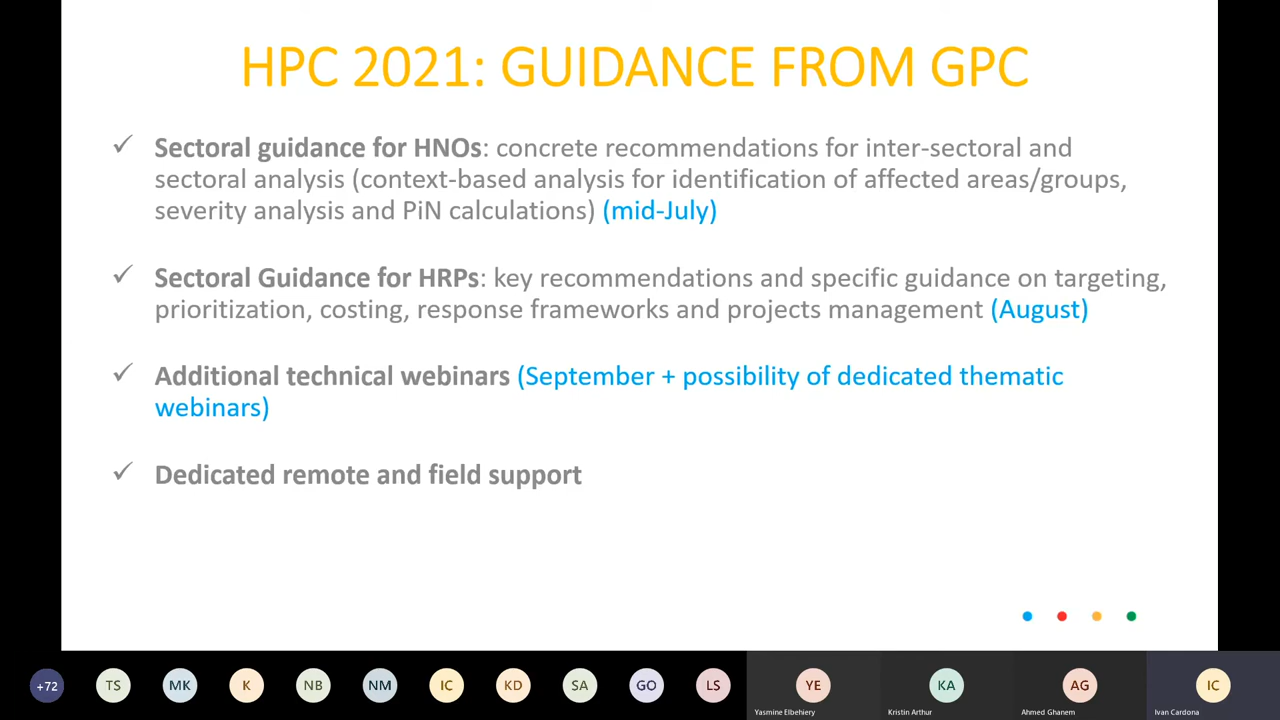 HPC 2021: GUIDANCE FROM GPC
✓ Sectoral guidance for HNOs: concrete recommendations for inter-sectoral and
sectoral analysis (context-based analysis for identification of affected areas/groups,
severity analysis and PiN calculations) (mid-July)
✓ Sectoral Guidance for HRPs: key recommendations and specific guidance on targeting,
prioritization, costing, response frameworks and projects management (August)
✓ Additional technical webinars (September + possibility of dedicated thematic
webinars)
✓ Dedicated remote and field support
+72 TS MK K NB NM IC KD SA GO LS YE KA AG IC
Yasmine Elbehiery Kristin Arthur Ahmed Ghanem Ivan Cardona